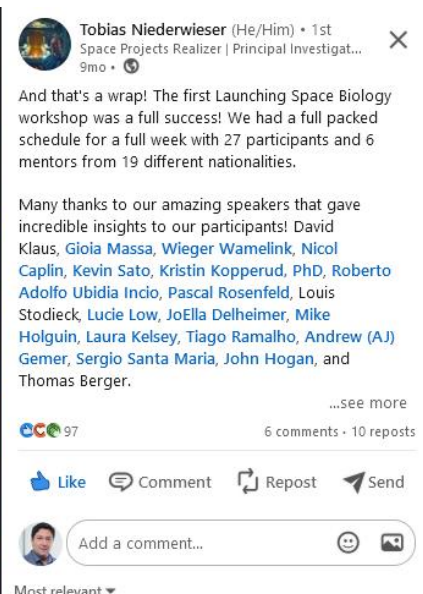 Tobias Niederwieser (He/Him) • 1st
Space Projects Realizer | Principal Investigat...
9mo •
And that's a wrap! The first Launching Space Biology
workshop was a full success! We had a full packed
schedule for a full week with 27 participants and 6
mentors from 19 different nationalities.
Many thanks to our amazing speakers that gave
incredible insights to our participants! David
Klaus, Gioia Massa, Wieger Wamelink, Nicol
Caplin, Kevin Sato, Kristin Kopperud, PhD, Roberto
Adolfo Ubidia Incio, Pascal Rosenfeld, Louis
Stodieck, Lucie Low, JoElla Delheimer, Mike
Holguin, Laura Kelsey, Tiago Ramalho, Andrew (AJ)
Gemer, Sergio Santa Maria, John Hogan, and
Thomas Berger.
...see more
97 6 comments · 10 reposts
Like Comment Repost Send
Add a comment...
Most relevant